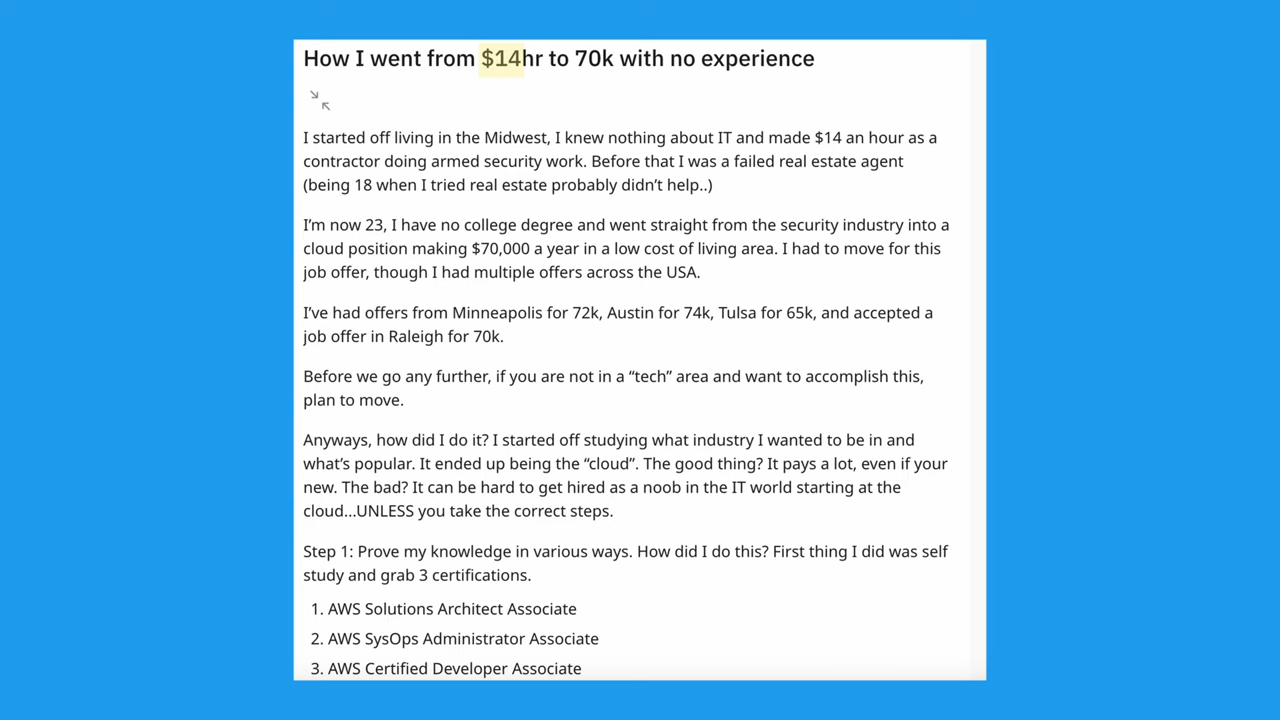 How I went from $14hr to 70k with no experience
I started off living in the Midwest, I knew nothing about IT and made $14 an hour as a
contractor doing armed security work. Before that I was a failed real estate agent
(being 18 when I tried real estate probably didn’t help..)
I’m now 23, I have no college degree and went straight from the security industry into a
cloud position making $70,000 a year in a low cost of living area. I had to move for this
job offer, though I had multiple offers across the USA.
I’ve had offers from Minneapolis for 72k, Austin for 74k, Tulsa for 65k, and accepted a
job offer in Raleigh for 70k.
Before we go any further, if you are not in a “tech” area and want to accomplish this,
plan to move.
Anyways, how did I do it? I started off studying what industry I wanted to be in and
what’s popular. It ended up being the “cloud”. The good thing? It pays a lot, even if your
new. The bad? It can be hard to get hired as a noob in the IT world starting at the
cloud...UNLESS you take the correct steps.
Step 1: Prove my knowledge in various ways. How did I do this? First thing I did was self
study and grab 3 certifications.
1. AWS Solutions Architect Associate
2. AWS SysOps Administrator Associate
3. AWS Certified Developer Associate